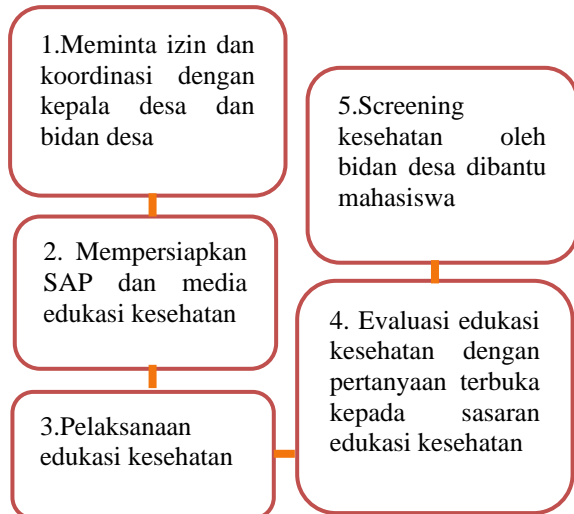 1.Meminta izin dan
koordinasi dengan
kepala desa dan
bidan desa
2. Mempersiapkan
SAP dan media
edukasi kesehatan
3.Pelaksanaan
edukasi kesehatan
4. Evaluasi edukasi
kesehatan dengan
pertanyaan terbuka
kepada sasaran
edukasi kesehatan
5.Screening
kesehatan oleh
bidan desa dibantu
mahasiswa